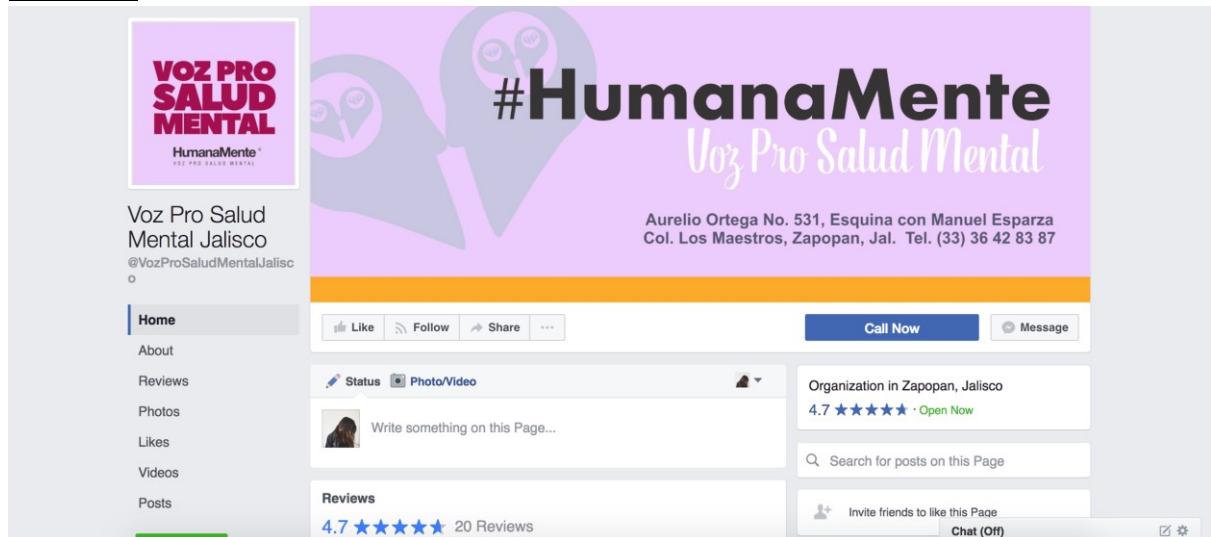 VOZ PRO
SALUD
MENTAL
HumanaMente
VOZ PRO SALUD MENTAL
#HumanaMente
Voz Pro Salud Mental
Aurelio Ortega No. 531, Esquina con Manuel Esparza
Col. Los Maestros, Zapopan, Jal. Tel. (33) 36 42 83 87
Voz Pro Salud
Mental Jalisco
@VozProSaludMentalJalisc
o
Home
About
Reviews
Photos
Likes
Videos
Posts
Like Follow Share ...
Call Now
Message
Status Photo/Video
Write something on this Page...
Reviews
4.7 20 Reviews
Organization in Zapopan, Jalisco
4.7 · Open Now
Search for posts on this Page
Invite friends to like this Page
Chat (Off)